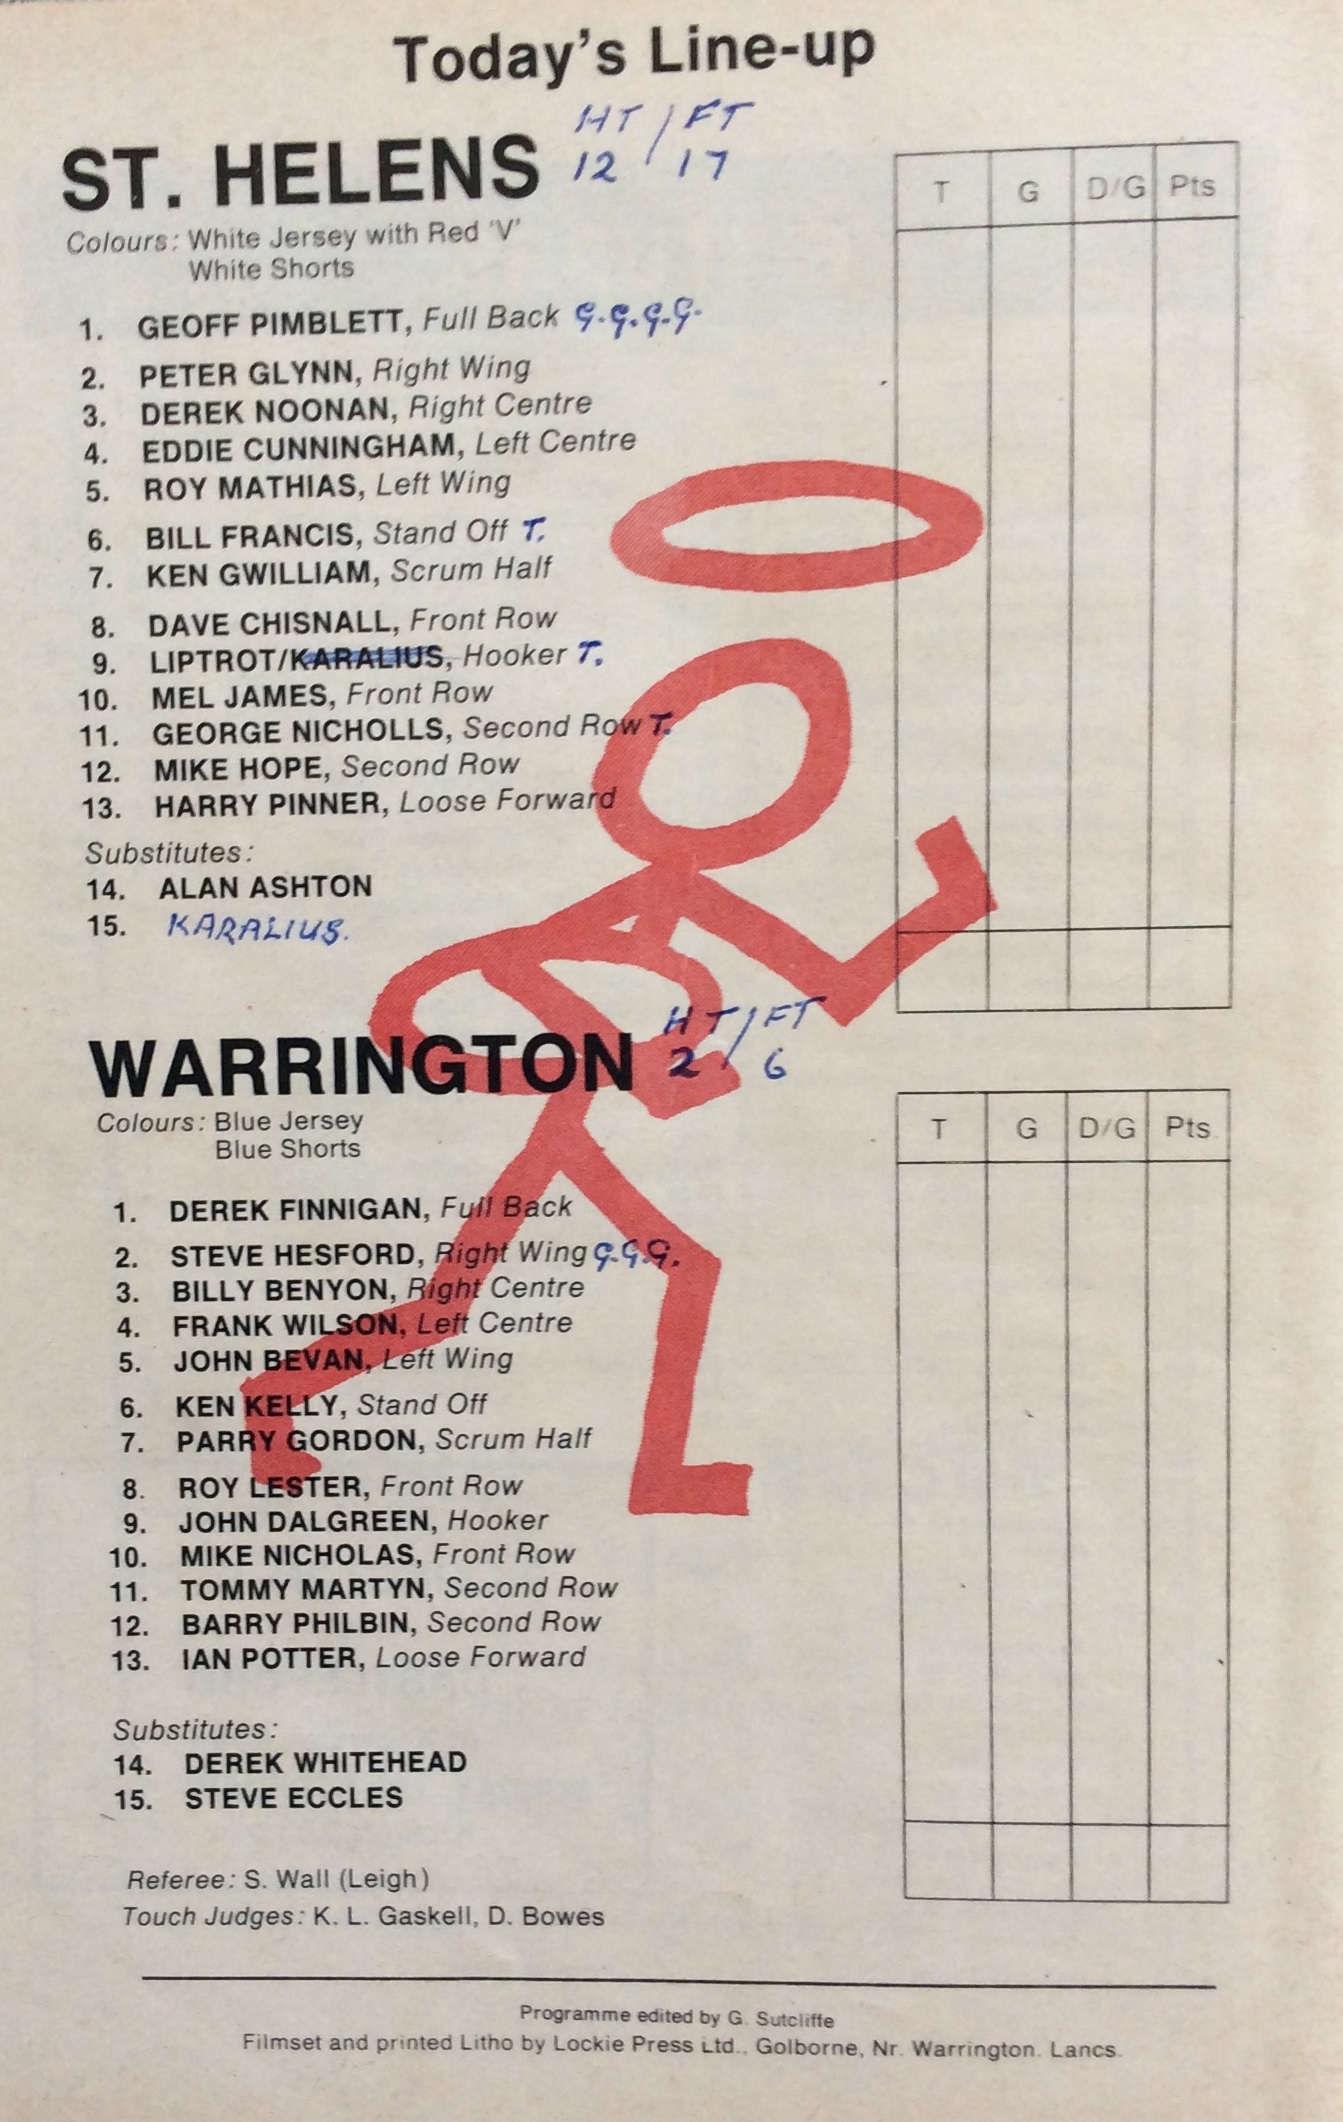 Today's Line-up
HT / FT
ST. HELENS 12 17
Colours: White Jersey with Red 'V'
White Shorts
T G D/G Pts
1. GEOFF PIMBLETT, Full Back G.G.G.G.
2. PETER GLYNN, Right Wing
3. DEREK NOONAN, Right Centre
4. EDDIE CUNNINGHAM, Left Centre
5. ROY MATHIAS, Left Wing
6. BILL FRANCIS, Stand Off T.
7. KEN GWILLIAM, Scrum Half
8. DAVE CHISNALL, Front Row
9. LIPTROT/KARALIUS, Hooker T.
10. MEL JAMES, Front Row
11. GEORGE NICHOLLS, Second Row T.
12. MIKE HOPE, Second Row
13. HARRY PINNER, Loose Forward
Substitutes:
14. ALAN ASHTON
15. KARALIUS.
HT/FT
WARRINGTON 2 6
Colours: Blue Jersey
Blue Shorts
T G D/G Pts.
1. DEREK FINNIGAN, Full Back
2. STEVE HESFORD, Right Wing G.G.G.
3. BILLY BENYON, Right Centre
4. FRANK WILSON, Left Centre
5. JOHN BEVAN, Left Wing
6. KEN KELLY, Stand Off
7. PARRY GORDON, Scrum Half
8. ROY LESTER, Front Row
9. JOHN DALGREEN, Hooker
10. MIKE NICHOLAS, Front Row
11. TOMMY MARTYN, Second Row
12. BARRY PHILBIN, Second Row
13. IAN POTTER, Loose Forward
Substitutes:
14. DEREK WHITEHEAD
15. STEVE ECCLES
Referee: S. Wall (Leigh)
Touch Judges: K. L. Gaskell, D. Bowes
Programme edited by G. Sutcliffe
Filmset and printed Litho by Lockie Press Ltd., Golborne, Nr. Warrington. Lancs.